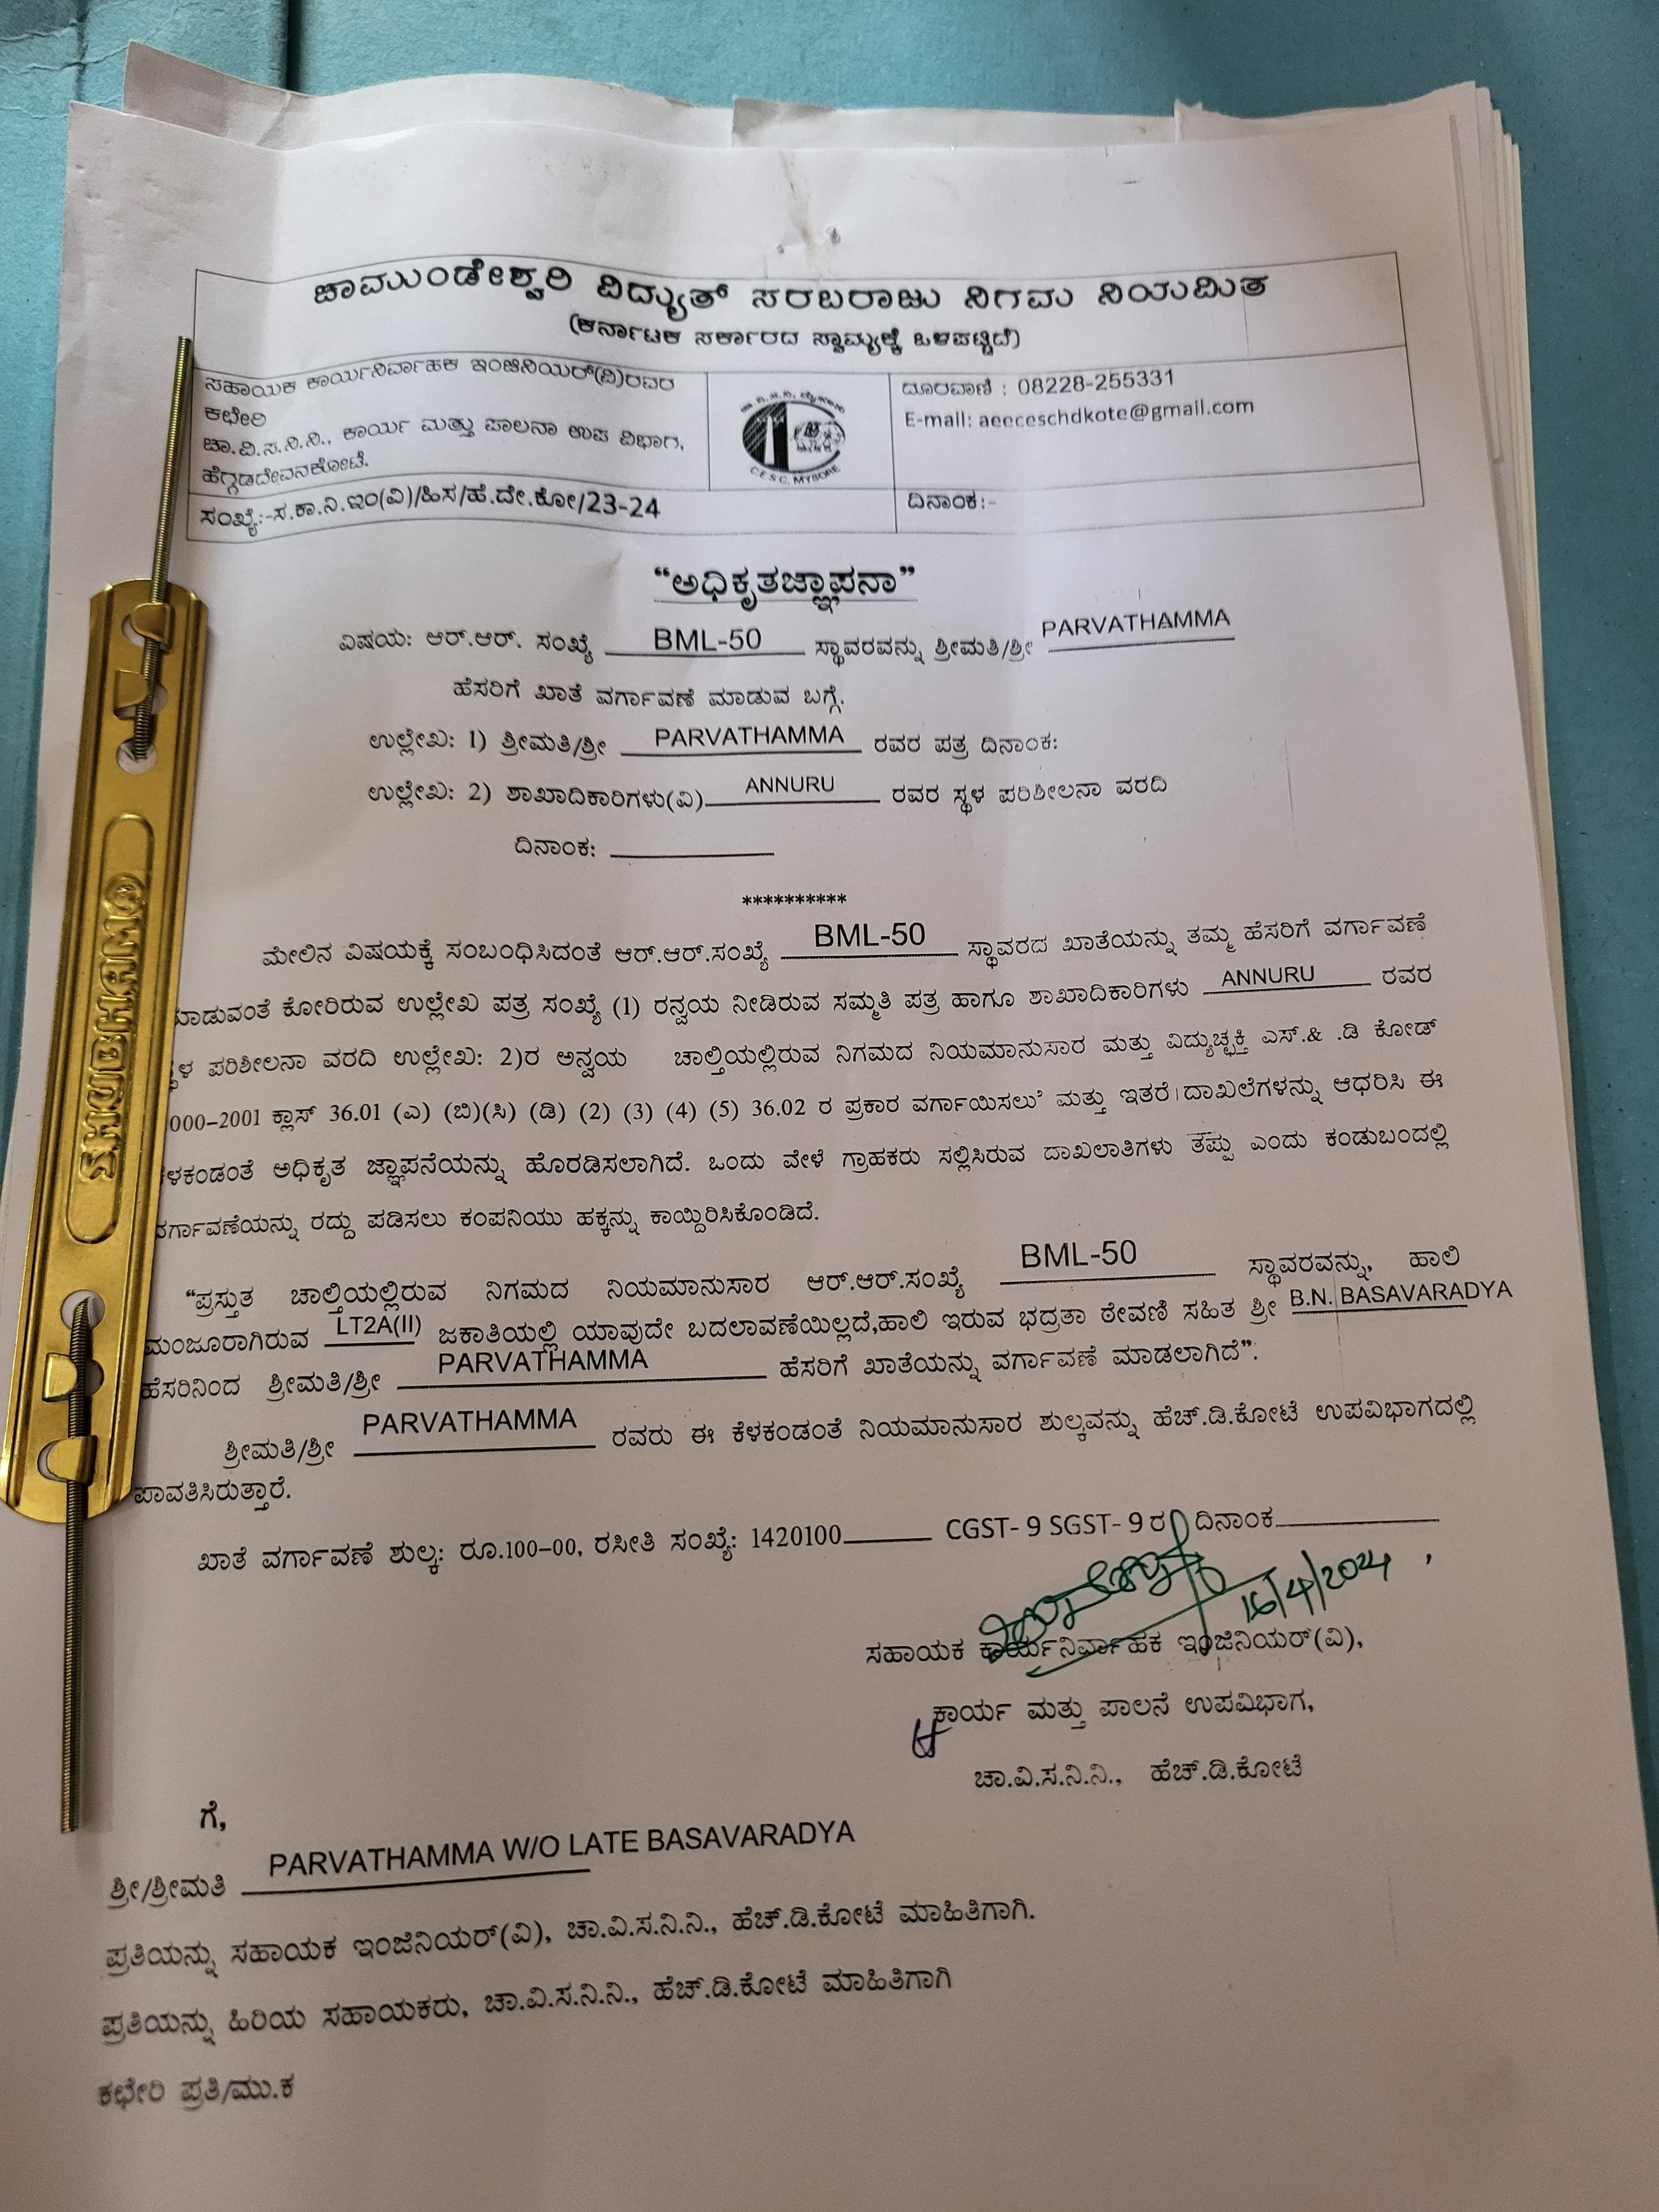 ಚಾಮುಂಡೇಶ್ವರಿ ವಿದ್ಯುತ್ ಸರಬರಾಜು ನಿಗಮ ನಿಯಮಿತ
(ಕರ್ನಾಟಕ ಸರ್ಕಾರದ ಸ್ವಾಮ್ಯಕ್ಕೆ ಒಳಪಟ್ಟಿದೆ)
ಸಹಾಯಕ ಕಾರ್ಯನಿರ್ವಾಹಕ ಇಂಜಿನಿಯರ್(ವಿ)ರವರ
ಕಛೇರಿ
ಚಾ.ವಿ.ಸ.ನಿ.ನಿ., ಕಾರ್ಯ ಮತ್ತು ಪಾಲನಾ ಉಪ ವಿಭಾಗ,
ಹೆಗ್ಗಡದೇವನಕೋಟೆ.
C.E.S.C. MYSORE
ದೂರವಾಣಿ : 08228-255331
E-mail: aeeceschdkote@gmail.com
ಸಂಖ್ಯೆ:-ಸ.ಕಾ.ನಿ.ಇಂ(ವಿ)/ಹಿಸ/ಹೆ.ದೇ.ಕೋ/23-24
ದಿನಾಂಕ:-
“ಅಧಿಕೃತಜ್ಞಾಪನಾ”
ವಿಷಯ: ಆರ್.ಆರ್. ಸಂಖ್ಯೆ BML-50 ಸ್ಥಾವರವನ್ನು ಶ್ರೀಮತಿ/ಶ್ರೀ PARVATHAMMA
ಹೆಸರಿಗೆ ಖಾತೆ ವರ್ಗಾವಣೆ ಮಾಡುವ ಬಗ್ಗೆ.
ಉಲ್ಲೇಖ: 1) ಶ್ರೀಮತಿ/ಶ್ರೀ PARVATHAMMA ರವರ ಪತ್ರ ದಿನಾಂಕ:
ಉಲ್ಲೇಖ: 2) ಶಾಖಾದಿಕಾರಿಗಳು(ವಿ) ANNURU ರವರ ಸ್ಥಳ ಪರಿಶೀಲನಾ ವರದಿ
ದಿನಾಂಕ:
**********
ಮೇಲಿನ ವಿಷಯಕ್ಕೆ ಸಂಬಂಧಿಸಿದಂತೆ ಆರ್.ಆರ್.ಸಂಖ್ಯೆ BML-50 ಸ್ಥಾವರದ ಖಾತೆಯನ್ನು ತಮ್ಮ ಹೆಸರಿಗೆ ವರ್ಗಾವಣೆ
ಮಾಡುವಂತೆ ಕೋರಿರುವ ಉಲ್ಲೇಖ ಪತ್ರ ಸಂಖ್ಯೆ (1) ರನ್ವಯ ನೀಡಿರುವ ಸಮ್ಮತಿ ಪತ್ರ ಹಾಗೂ ಶಾಖಾದಿಕಾರಿಗಳು ANNURU ರವರ
ಸ್ಥಳ ಪರಿಶೀಲನಾ ವರದಿ ಉಲ್ಲೇಖ: 2)ರ ಅನ್ವಯ ಚಾಲ್ತಿಯಲ್ಲಿರುವ ನಿಗಮದ ನಿಯಮಾನುಸಾರ ಮತ್ತು ವಿದ್ಯುಚ್ಛಕ್ತಿ ಎಸ್.& .ಡಿ ಕೋಡ್
000–2001 ಕ್ಲಾಸ್ 36.01 (ಎ) (ಬಿ)(ಸಿ) (ಡಿ) (2) (3) (4) (5) 36.02 ರ ಪ್ರಕಾರ ವರ್ಗಾಯಿಸಲು' ಮತ್ತು ಇತರೆ ದಾಖಲೆಗಳನ್ನು ಆಧರಿಸಿ ಈ
ಕೆಳಕಂಡಂತೆ ಅಧಿಕೃತ ಜ್ಞಾಪನೆಯನ್ನು ಹೊರಡಿಸಲಾಗಿದೆ. ಒಂದು ವೇಳೆ ಗ್ರಾಹಕರು ಸಲ್ಲಿಸಿರುವ ದಾಖಲಾತಿಗಳು ತಪ್ಪು ಎಂದು ಕಂಡುಬಂದಲ್ಲಿ
ವರ್ಗಾವಣೆಯನ್ನು ರದ್ದು ಪಡಿಸಲು ಕಂಪನಿಯು ಹಕ್ಕನ್ನು ಕಾಯ್ದಿರಿಸಿಕೊಂಡಿದೆ.
“ಪ್ರಸ್ತುತ ಚಾಲ್ತಿಯಲ್ಲಿರುವ ನಿಗಮದ ನಿಯಮಾನುಸಾರ ಆರ್.ಆರ್.ಸಂಖ್ಯೆ BML-50 ಸ್ಥಾವರವನ್ನು, ಹಾಲಿ
ಮಂಜೂರಾಗಿರುವ LT2A(II) ಜಕಾತಿಯಲ್ಲಿ ಯಾವುದೇ ಬದಲಾವಣೆಯಿಲ್ಲದೆ,ಹಾಲಿ ಇರುವ ಭದ್ರತಾ ಠೇವಣಿ ಸಹಿತ ಶ್ರೀ B.N. BASAVARADYA
ಹೆಸರಿನಿಂದ ಶ್ರೀಮತಿ/ಶ್ರೀ PARVATHAMMA ಹೆಸರಿಗೆ ಖಾತೆಯನ್ನು ವರ್ಗಾವಣೆ ಮಾಡಲಾಗಿದೆ”:
ಶ್ರೀಮತಿ/ಶ್ರೀ PARVATHAMMA ರವರು ಈ ಕೆಳಕಂಡಂತೆ ನಿಯಮಾನುಸಾರ ಶುಲ್ಕವನ್ನು ಹೆಚ್.ಡಿ.ಕೋಟೆ ಉಪವಿಭಾಗದಲ್ಲಿ
ಪಾವತಿಸಿರುತ್ತಾರೆ.
ಖಾತೆ ವರ್ಗಾವಣೆ ಶುಲ್ಕ: ರೂ.100–00, ರಸೀತಿ ಸಂಖ್ಯೆ: 1420100 CGST- 9 SGST- 9 ರ ದಿನಾಂಕ
16/4/2024
ಸಹಾಯಕ ಕಾರ್ಯನಿರ್ವಾಹಕ ಇಂಜಿನಿಯರ್(ವಿ),
ಕಾರ್ಯ ಮತ್ತು ಪಾಲನೆ ಉಪವಿಭಾಗ,
ಚಾ.ವಿ.ಸ.ನಿ.ನಿ., ಹೆಚ್.ಡಿ.ಕೋಟೆ
ಗೆ,
ಶ್ರೀ/ಶ್ರೀಮತಿ PARVATHAMMA W/O LATE BASAVARADYA
ಪ್ರತಿಯನ್ನು ಸಹಾಯಕ ಇಂಜಿನಿಯರ್(ವಿ), ಚಾ.ವಿ.ಸ.ನಿ.ನಿ., ಹೆಚ್.ಡಿ.ಕೋಟೆ ಮಾಹಿತಿಗಾಗಿ.
ಪ್ರತಿಯನ್ನು ಹಿರಿಯ ಸಹಾಯಕರು, ಚಾ.ವಿ.ಸ.ನಿ.ನಿ., ಹೆಚ್.ಡಿ.ಕೋಟೆ ಮಾಹಿತಿಗಾಗಿ
ಕಛೇರಿ ಪ್ರತಿ/ಮು.ಕ
SHUBHKING